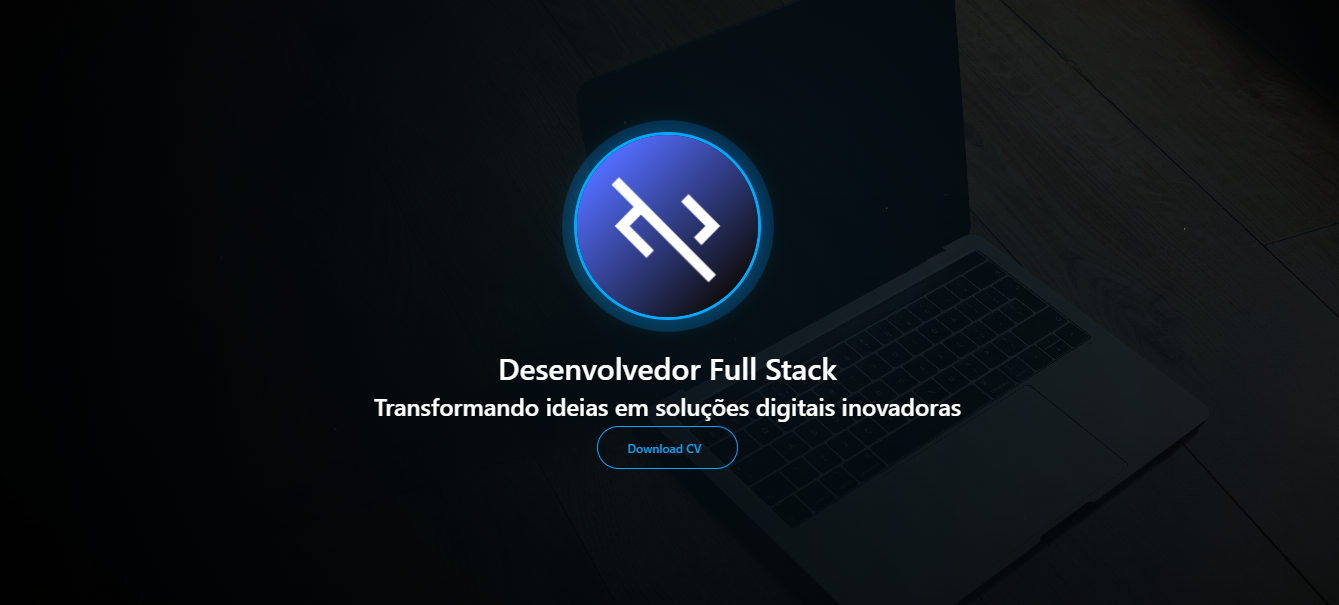 Desenvolvedor Full Stack
Transformando ideias em soluções digitais inovadoras
Download CV